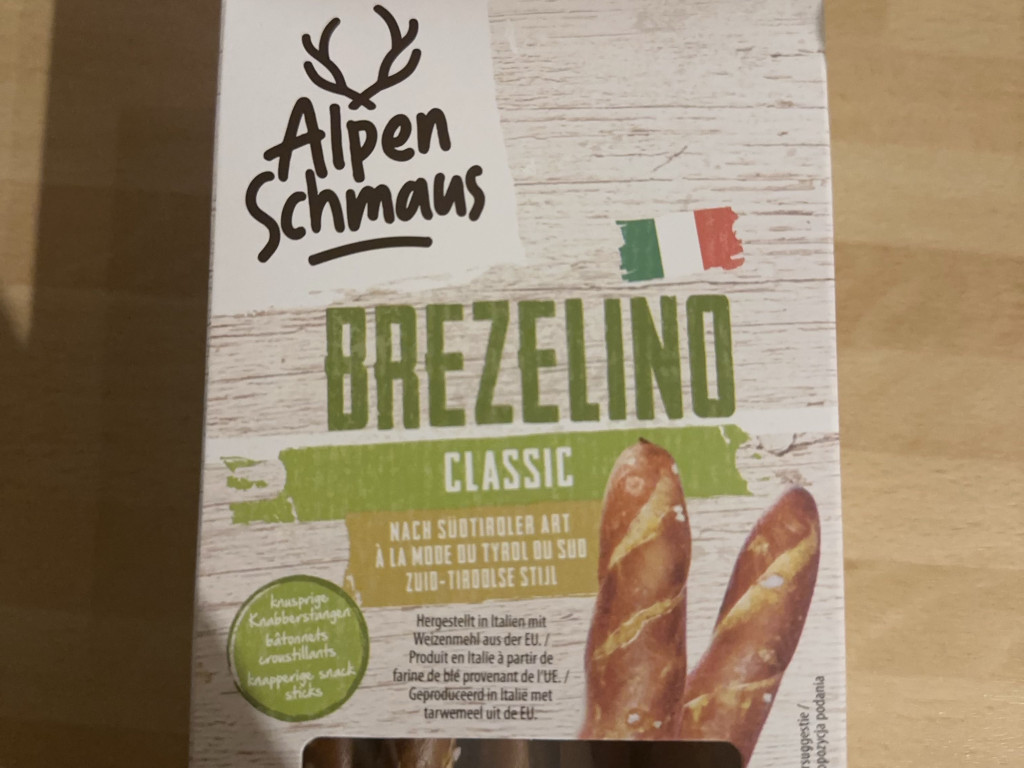 Alpen
Schmaus
BREZELINO
CLASSIC
NACH SÜDTIROLER ART
À LA MODE DU TYROL DU SUD
ZUID-TIROOLSE STIJL
knusprige
Knabberstangen
bâtonnets
croustillants
knapperige snack
sticks
Hergestellt in Italien mit
Weizenmehl aus der EU. /
Produit en Italie à partir de
farine de blé provenant de l'UE. /
Geproduceerd in Italië met
tarwemeel uit de EU.
podania